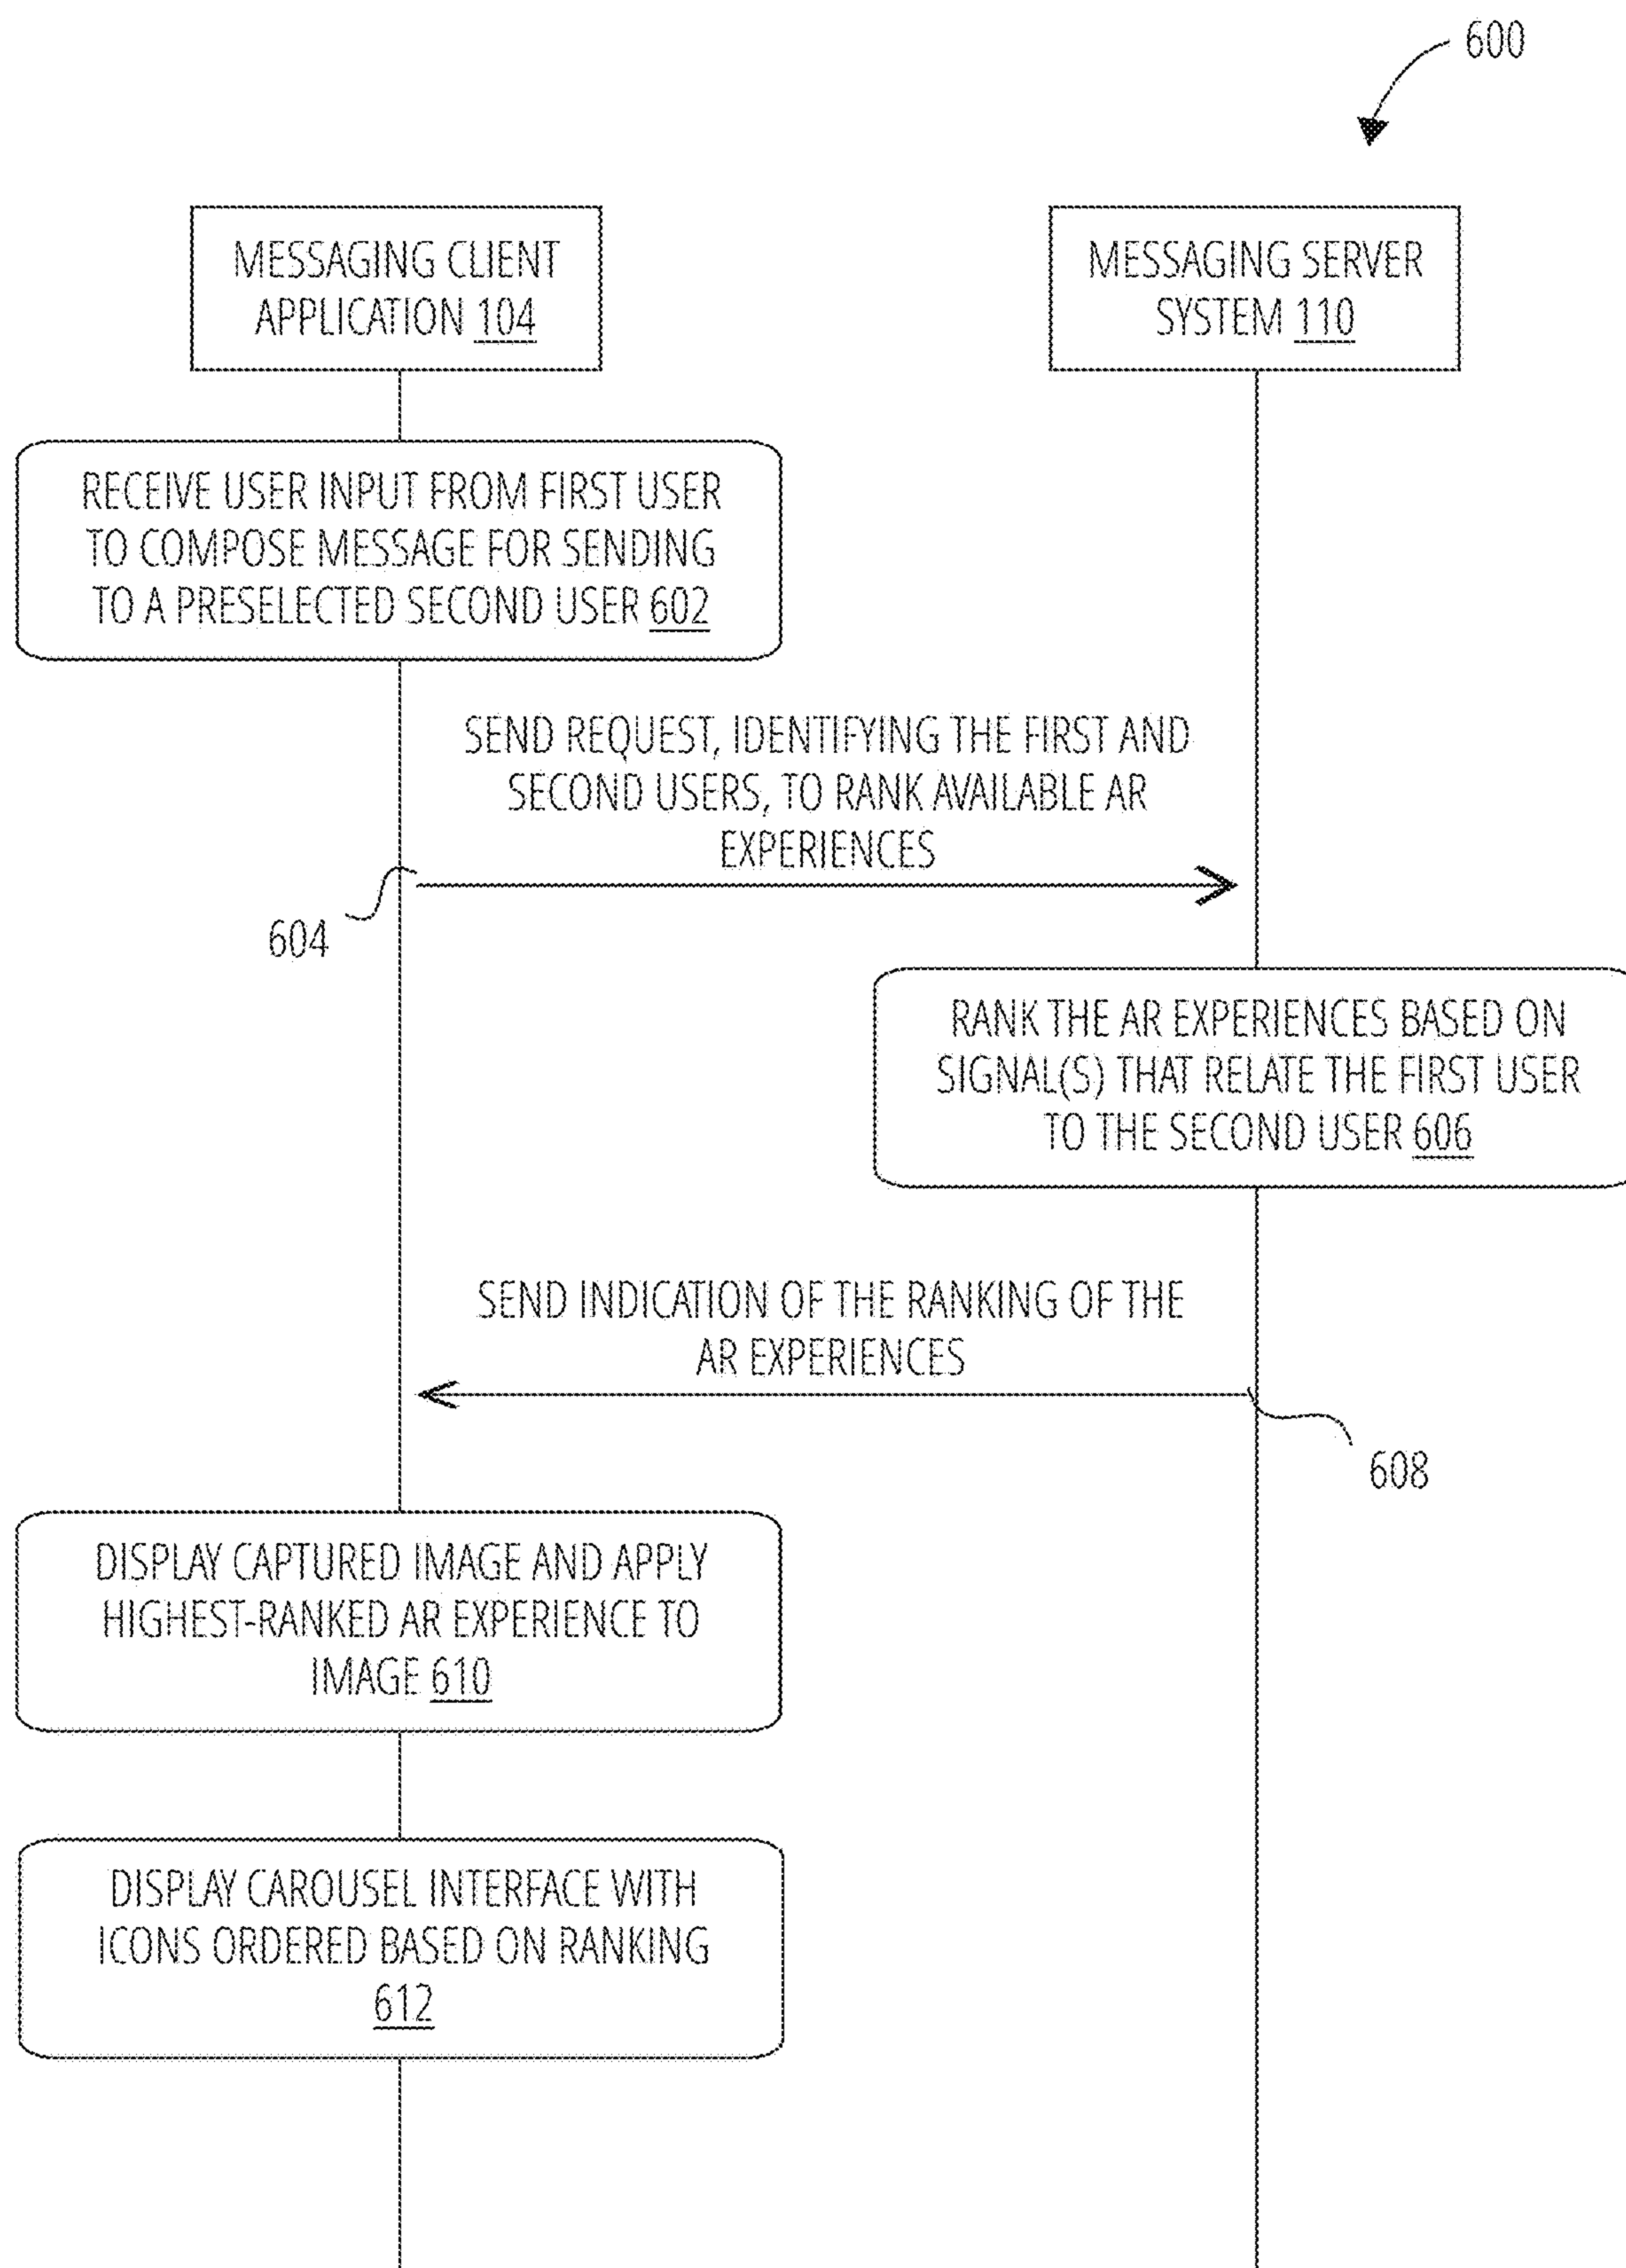 600
MESSAGING CLIENT
APPLICATION 104
MESSAGING SERVER
SYSTEM 110
RECEIVE USER INPUT FROM FIRST USER
TO COMPOSE MESSAGE FOR SENDING
TO A PRESELECTED SECOND USER 602
SEND REQUEST, IDENTIFYING THE FIRST AND
SECOND USERS, TO RANK AVAILABLE AR
EXPERIENCES
604
RANK THE AR EXPERIENCES BASED ON
SIGNAL(S) THAT RELATE THE FIRST USER
TO THE SECOND USER 606
SEND INDICATION OF THE RANKING OF THE
AR EXPERIENCES
608
DISPLAY CAPTURED IMAGE AND APPLY
HIGHEST-RANKED AR EXPERIENCE TO
IMAGE 610
DISPLAY CAROUSEL INTERFACE WITH
ICONS ORDERED BASED ON RANKING
612